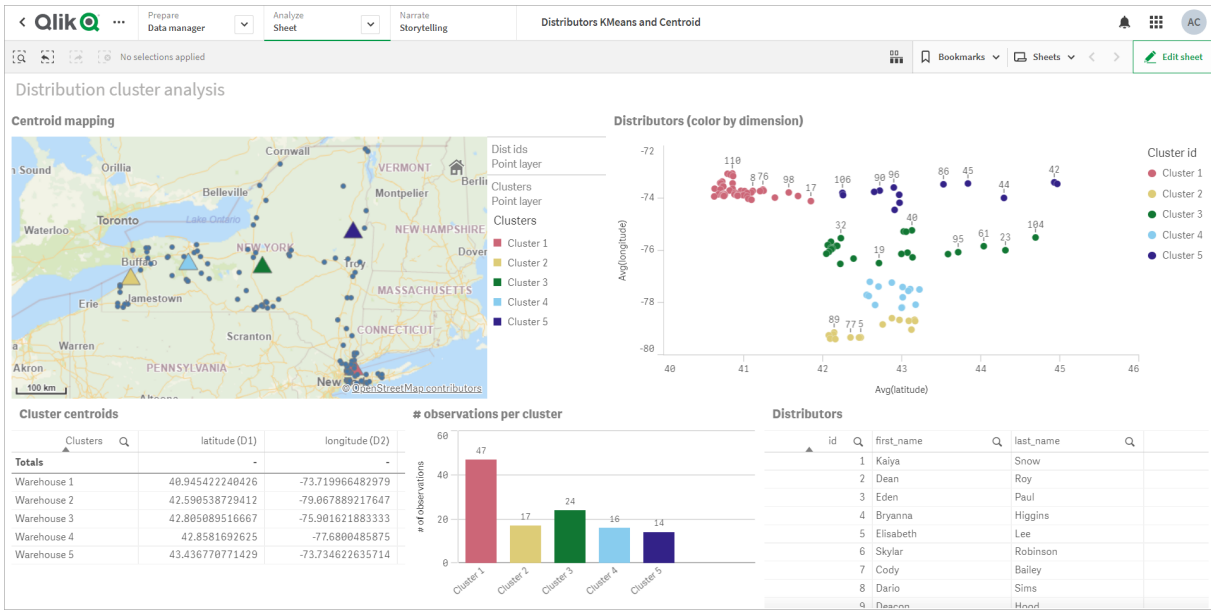 Qlik
Prepare
Data manager
Analyze
Sheet
Narrate
Storytelling
Distributors KMeans and Centroid
AC
No selections applied
Bookmarks
Sheets
Edit sheet
Distribution cluster analysis
Centroid mapping
Sound
Orillia
Cornwall
VERMONT
Montpelier
Belleville
Toronto
Lake Ontario
Waterloo
NEW HAMPSHIRE
NEW YORK
Dover
Buffalo
Troy
MASSACHUSETTS
Erie
Jamestown
CONNECTICUT
Scranton
Warren
Akron
PENNSYLVANIA
New
100 km
© OpenStreetMap contributors
Dist ids
Point layer
Clusters
Point layer
Clusters
Cluster 1
Cluster 2
Cluster 3
Cluster 4
Cluster 5
Distributors (color by dimension)
Avg(longitude)
-72
-74
-76
-78
-80
110
8 76
98
17
106
90 96
86
45
44
42
32
40
19
95
61
23
104
89
77 5
40
41
42
43
44
45
46
Avg(latitude)
Cluster id
Cluster 1
Cluster 2
Cluster 3
Cluster 4
Cluster 5
Cluster centroids
Clusters latitude (D1) longitude (D2)
Totals - -
Warehouse 1 40.945422240426 -73.719966482979
Warehouse 2 42.590538729412 -79.067889217647
Warehouse 3 42.805089516667 -75.901621883333
Warehouse 4 42.8581692625 -77.6800485875
Warehouse 5 43.436770771429 -73.734622635714
# observations per cluster
# of observations
60
40
20
0
47
17
24
16
14
Cluster 1
Cluster 2
Cluster 3
Cluster 4
Cluster 5
Distributors
id first_name last_name
1 Kaiya Snow
2 Dean Roy
3 Eden Paul
4 Bryanna Higgins
5 Elisabeth Lee
6 Skylar Robinson
7 Cody Bailey
8 Dario Sims
9 Deacon Hood